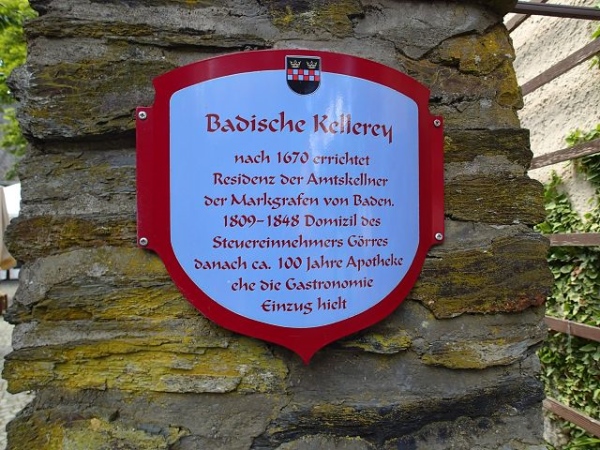 Badische Kellerey
nach 1670 errichtet
Residenz der Amtskellner
der Markgrafen von Baden.
1809-1848 Domizil des
Steuereinnehmers Görres
danach ca. 100 Jahre Apotheke
ehe die Gastronomie
Einzug hielt